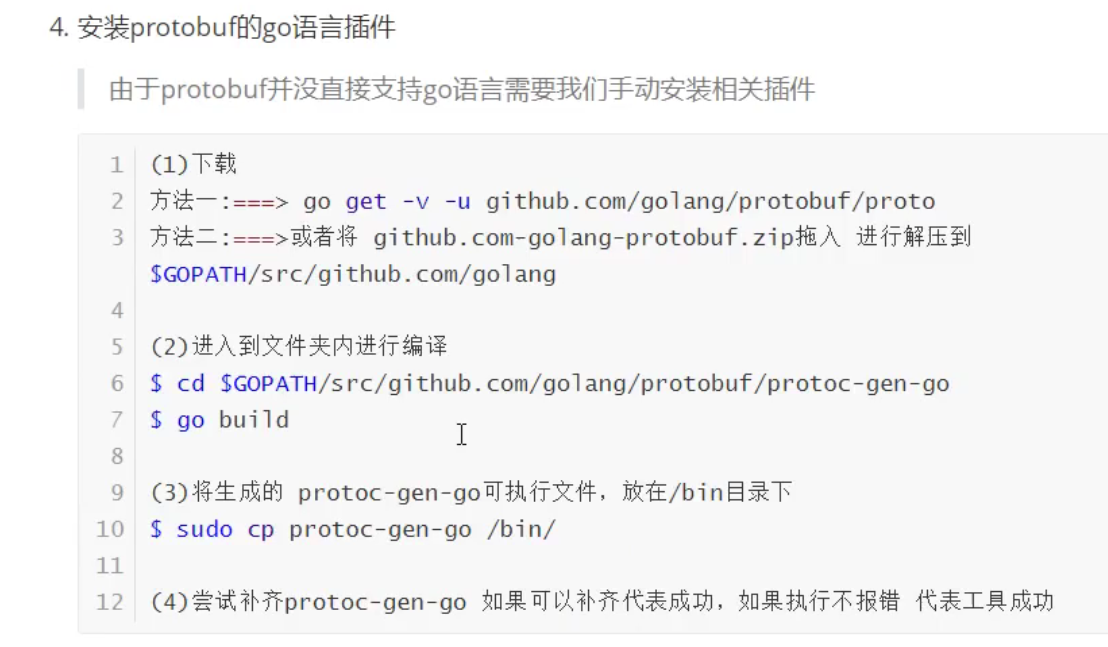 4. 安装protobuf的go语言插件
由于protobuf并没直接支持go语言需要我们手动安装相关插件
1 (1)下载
2 方法一:===> go get -v -u github.com/golang/protobuf/proto
3 方法二:===>或者将 github.com-golang-protobuf.zip拖入 进行解压到
$GOPATH/src/github.com/golang
4
5 (2)进入到文件夹内进行编译
6 $ cd $GOPATH/src/github.com/golang/protobuf/protoc-gen-go
7 $ go build
8
9 (3)将生成的 protoc-gen-go可执行文件，放在/bin目录下
10 $ sudo cp protoc-gen-go /bin/
11
12 (4)尝试补齐protoc-gen-go 如果可以补齐代表成功，如果执行不报错 代表工具成功